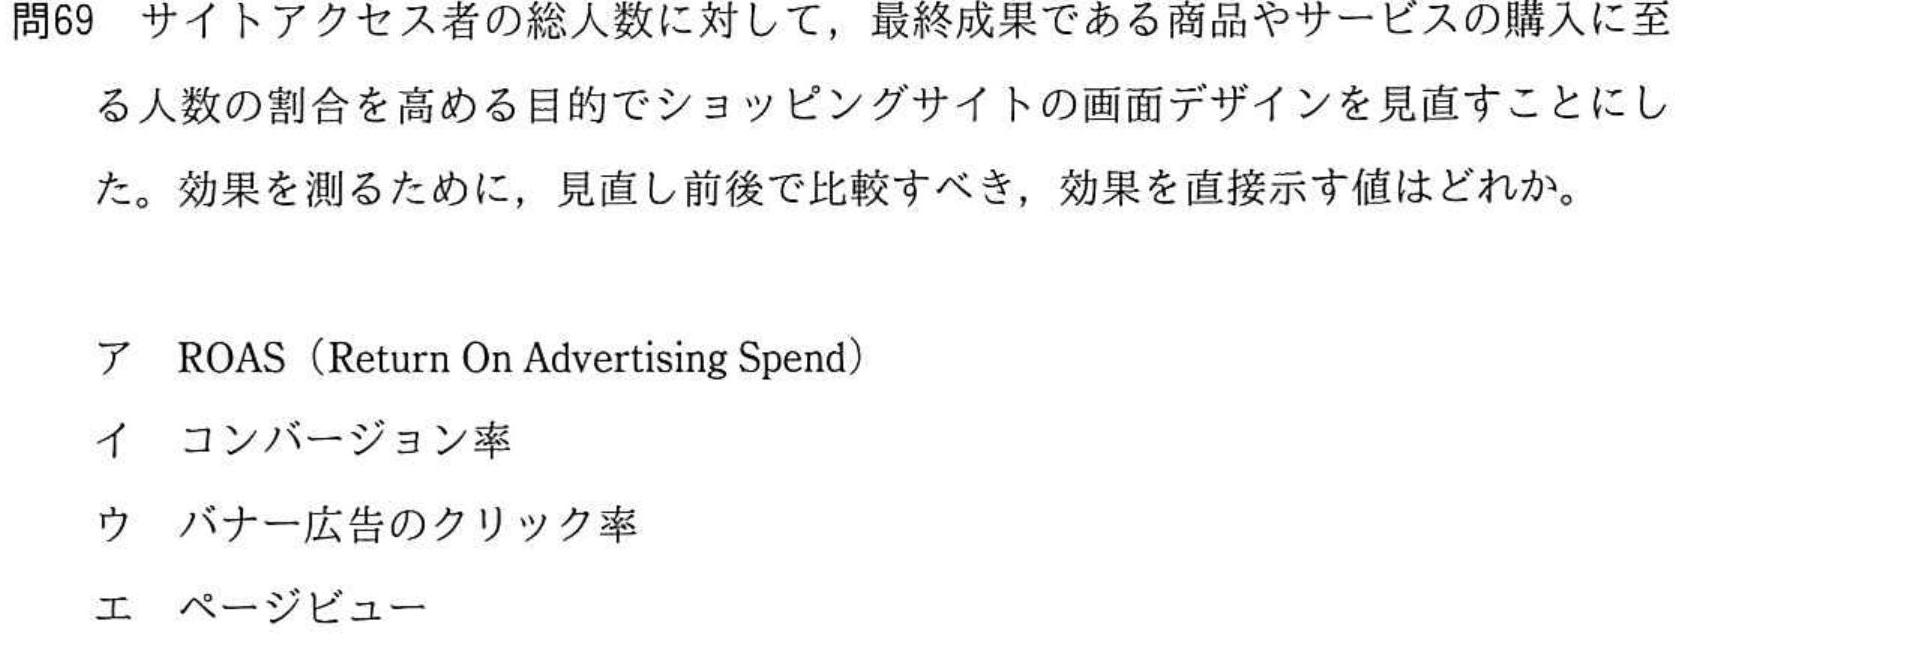 問69 サイトアクセス者の総人数に対して，最終成果である商品やサービスの購入に至
る人数の割合を高める目的でショッピングサイトの画面デザインを見直すことにし
た。効果を測るために，見直し前後で比較すべき，効果を直接示す値はどれか。
ア ROAS（Return On Advertising Spend）
イ コンバージョン率
ウ バナー広告のクリック率
エ ページビュー